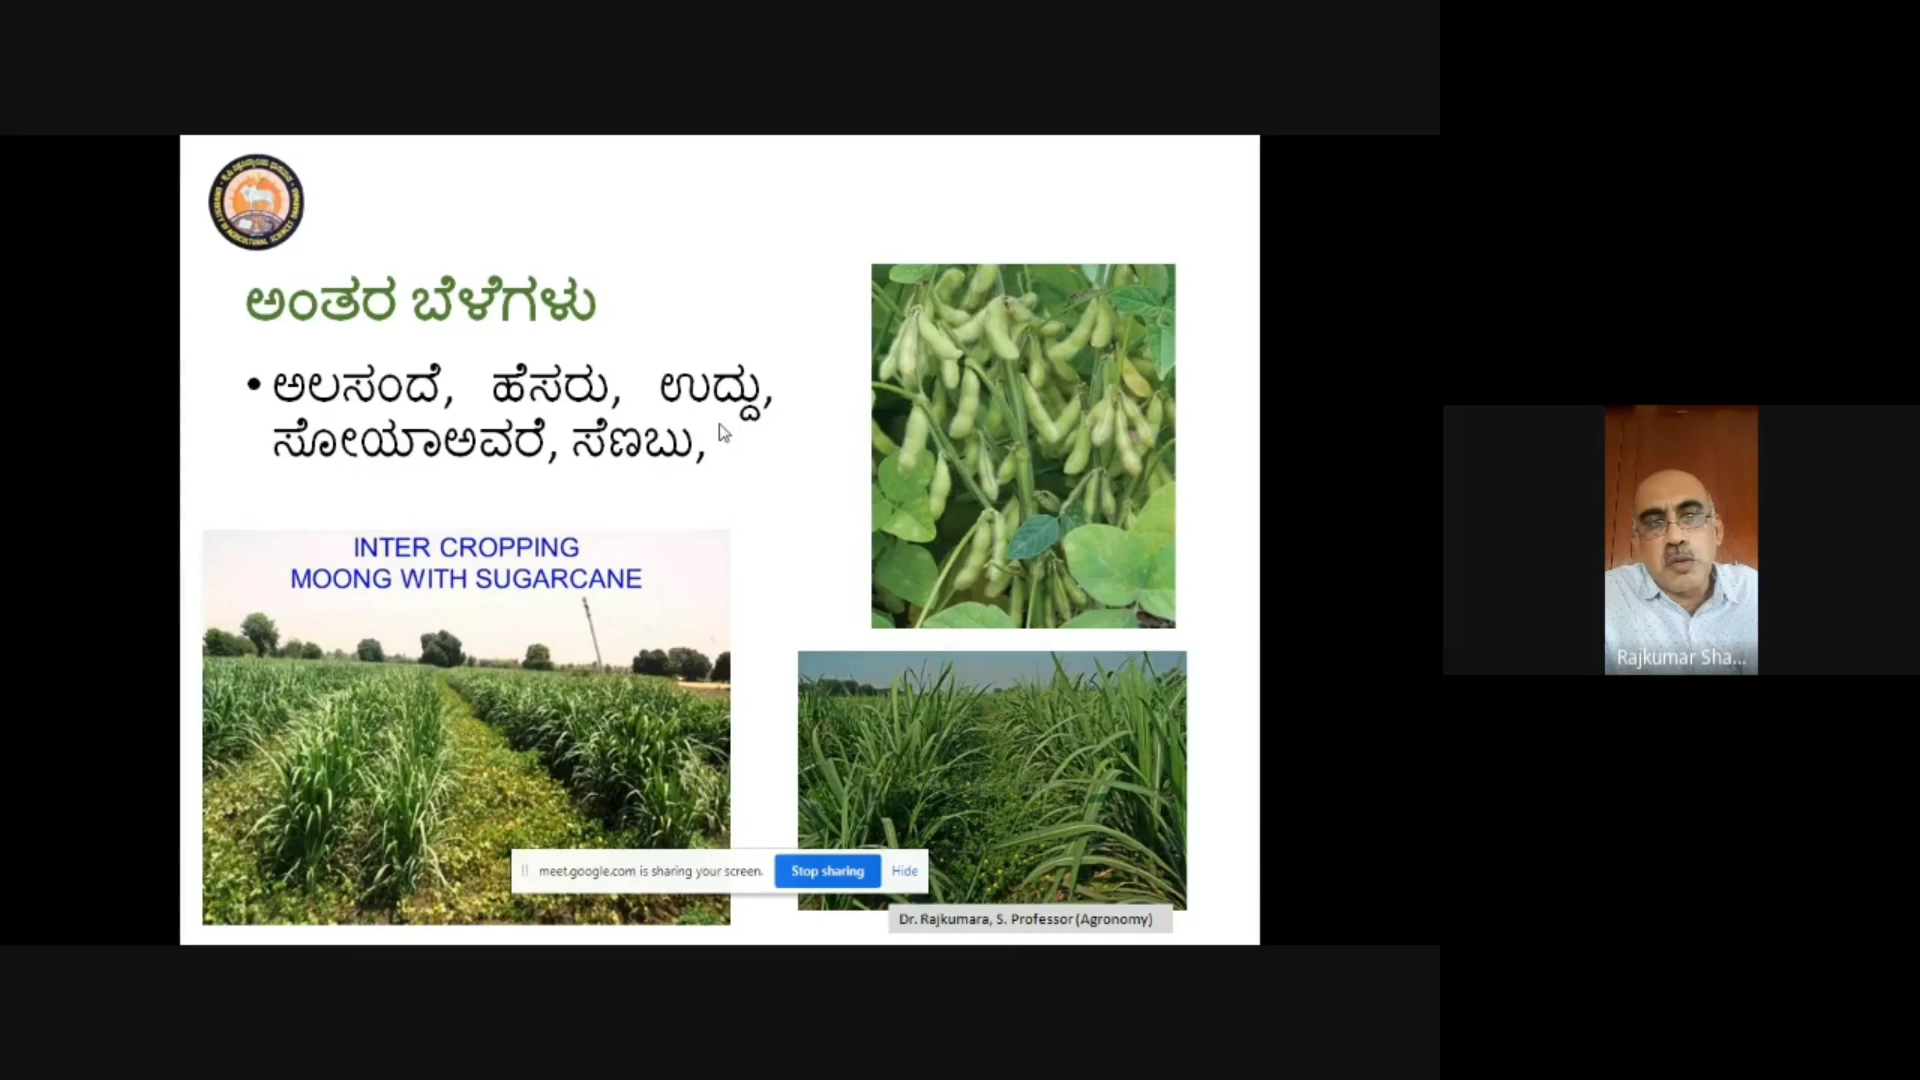 ಅಂತರ ಬೆಳೆಗಳು
• ಅಲಸಂದೆ, ಹೆಸರು, ಉದ್ದು,
ಸೋಯಾಅವರೆ, ಸೆಣಬು,
INTER CROPPING
MOONG WITH SUGARCANE
meet.google.com is sharing your screen.
Stop sharing
Hide
Dr. Rajkumara, S. Professor (Agronomy)
Rajkumar Sha...